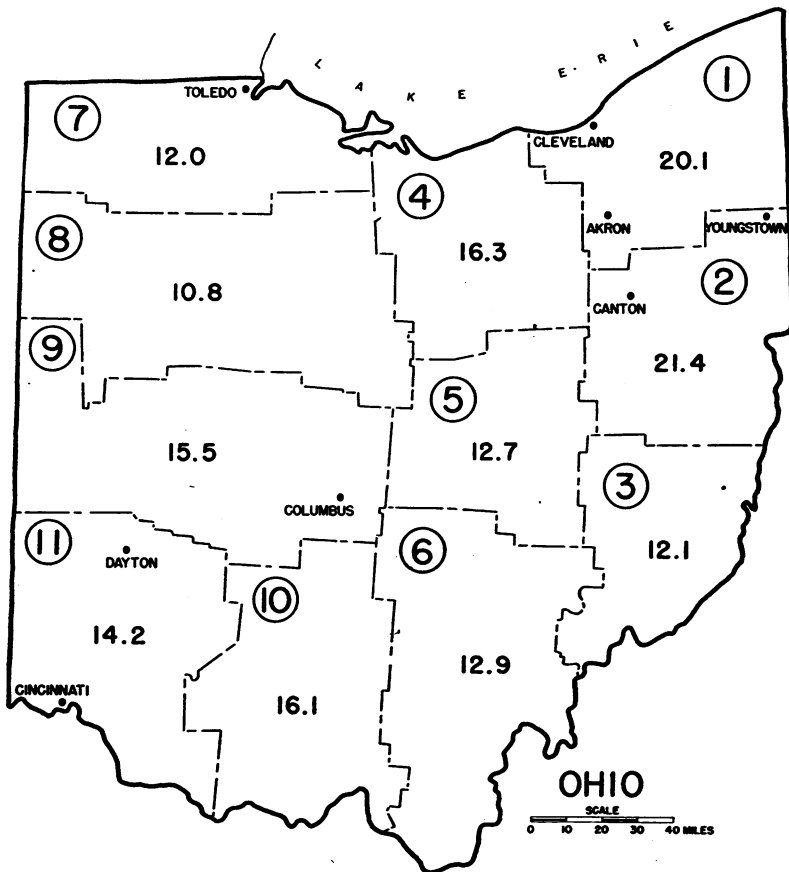 LAKE ERIE
1
7
TOLEDO
CLEVELAND
12.0
20.1
4
AKRON
YOUNGSTOWN
8
16.3
2
10.8
CANTON
9
21.4
5
15.5
12.7
3
COLUMBUS
11
6
DAYTON
12.1
10
14.2
12.9
CINCINNATI
16.1
OHIO
SCALE
0 10 20 30 40 MILES